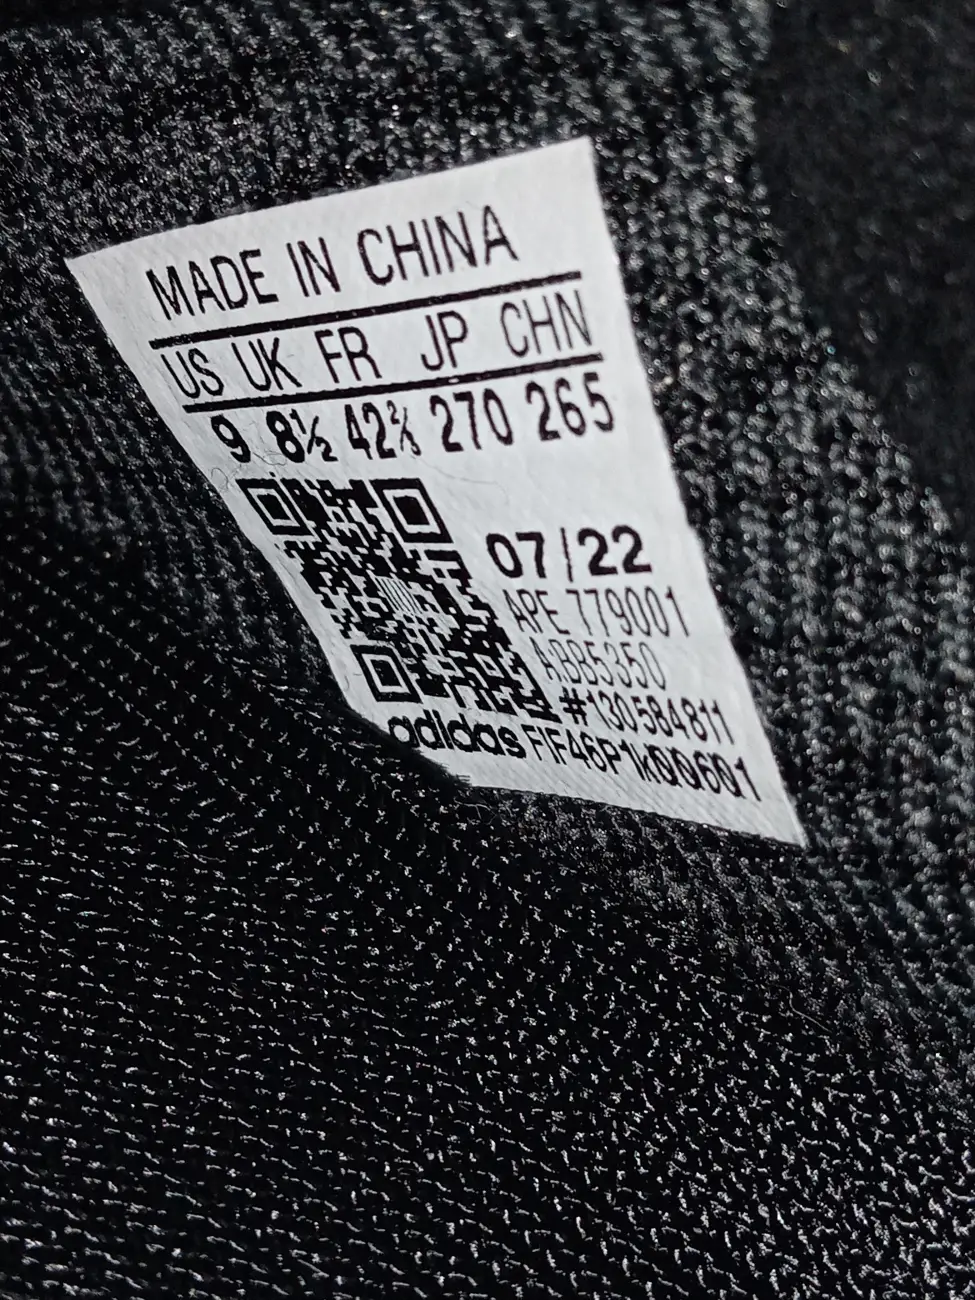 MADE IN CHINA
US UK FR JP CHN
9 8½ 42⅔ 270 265
07/22
APE 779001
ABB5350
#130584811
adidas F1F46P1K00601